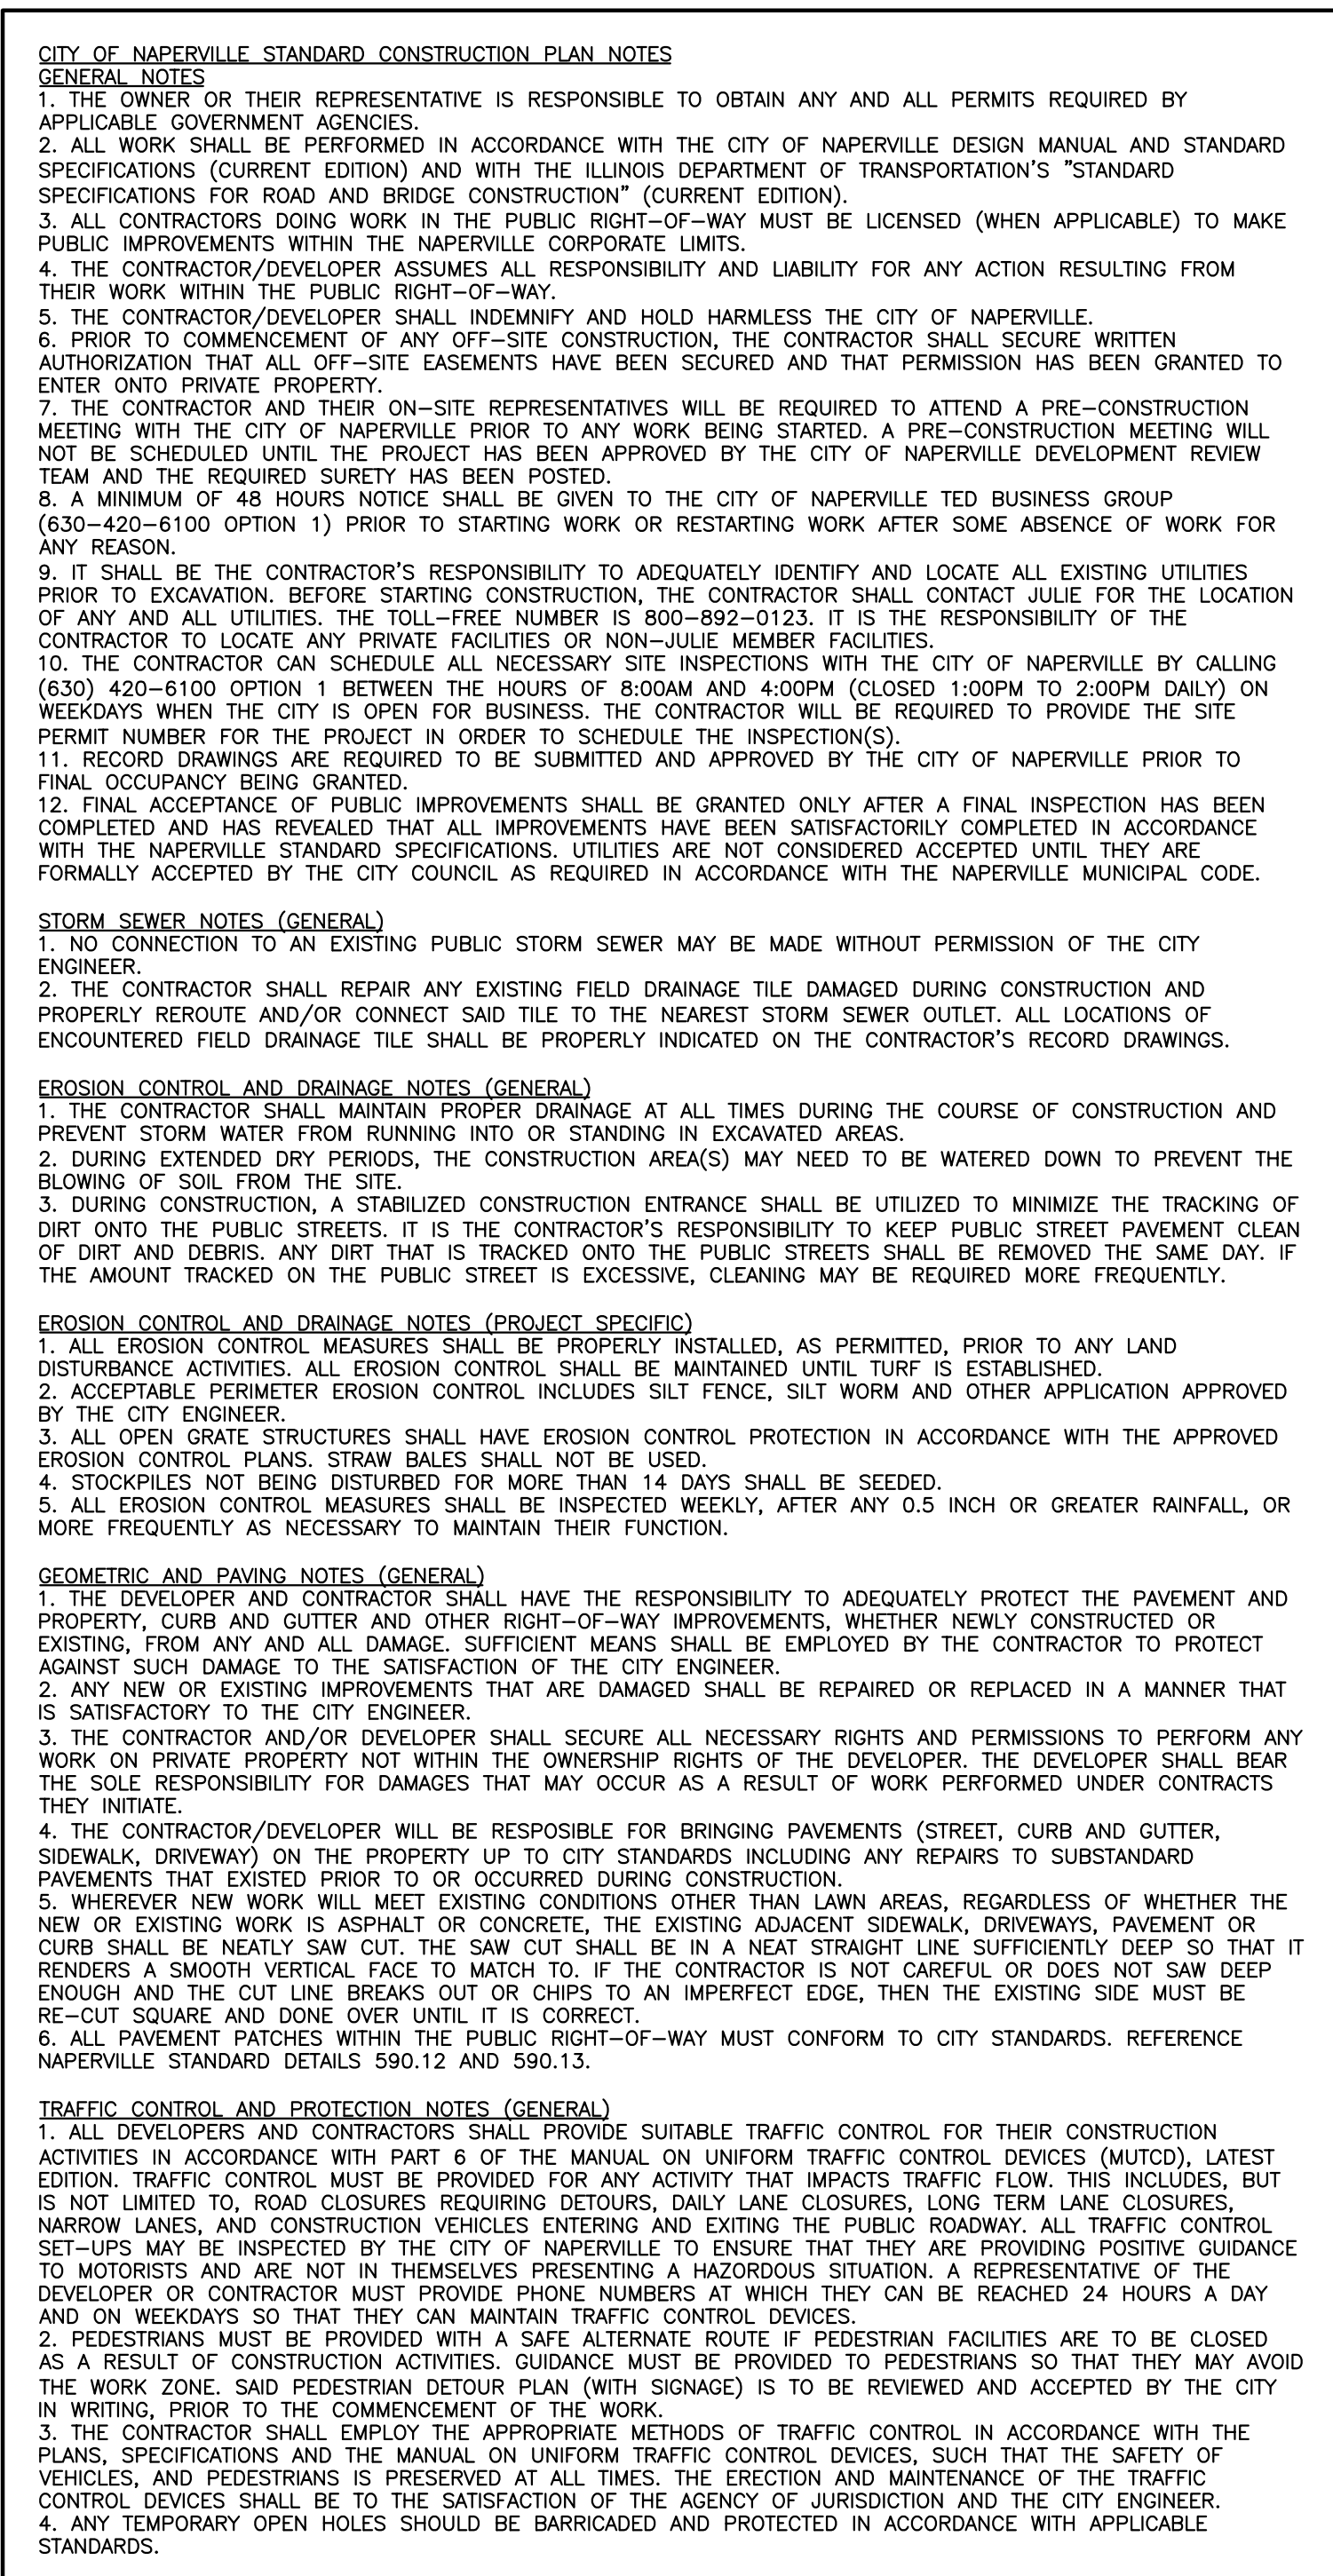 CITY OF NAPERVILLE STANDARD CONSTRUCTION PLAN NOTES
GENERAL NOTES
1. THE OWNER OR THEIR REPRESENTATIVE IS RESPONSIBLE TO OBTAIN ANY AND ALL PERMITS REQUIRED BY
APPLICABLE GOVERNMENT AGENCIES.
2. ALL WORK SHALL BE PERFORMED IN ACCORDANCE WITH THE CITY OF NAPERVILLE DESIGN MANUAL AND STANDARD
SPECIFICATIONS (CURRENT EDITION) AND WITH THE ILLINOIS DEPARTMENT OF TRANSPORTATION'S "STANDARD
SPECIFICATIONS FOR ROAD AND BRIDGE CONSTRUCTION" (CURRENT EDITION).
3. ALL CONTRACTORS DOING WORK IN THE PUBLIC RIGHT-OF-WAY MUST BE LICENSED (WHEN APPLICABLE) TO MAKE
PUBLIC IMPROVEMENTS WITHIN THE NAPERVILLE CORPORATE LIMITS.
4. THE CONTRACTOR/DEVELOPER ASSUMES ALL RESPONSIBILITY AND LIABILITY FOR ANY ACTION RESULTING FROM
THEIR WORK WITHIN THE PUBLIC RIGHT-OF-WAY.
5. THE CONTRACTOR/DEVELOPER SHALL INDEMNIFY AND HOLD HARMLESS THE CITY OF NAPERVILLE.
6. PRIOR TO COMMENCEMENT OF ANY OFF-SITE CONSTRUCTION, THE CONTRACTOR SHALL SECURE WRITTEN
AUTHORIZATION THAT ALL OFF-SITE EASEMENTS HAVE BEEN SECURED AND THAT PERMISSION HAS BEEN GRANTED TO
ENTER ONTO PRIVATE PROPERTY.
7. THE CONTRACTOR AND THEIR ON-SITE REPRESENTATIVES WILL BE REQUIRED TO ATTEND A PRE-CONSTRUCTION
MEETING WITH THE CITY OF NAPERVILLE PRIOR TO ANY WORK BEING STARTED. A PRE-CONSTRUCTION MEETING WILL
NOT BE SCHEDULED UNTIL THE PROJECT HAS BEEN APPROVED BY THE CITY OF NAPERVILLE DEVELOPMENT REVIEW
TEAM AND THE REQUIRED SURETY HAS BEEN POSTED.
8. A MINIMUM OF 48 HOURS NOTICE SHALL BE GIVEN TO THE CITY OF NAPERVILLE TED BUSINESS GROUP
(630-420-6100 OPTION 1) PRIOR TO STARTING WORK OR RESTARTING WORK AFTER SOME ABSENCE OF WORK FOR
ANY REASON.
9. IT SHALL BE THE CONTRACTOR'S RESPONSIBILITY TO ADEQUATELY IDENTIFY AND LOCATE ALL EXISTING UTILITIES
PRIOR TO EXCAVATION. BEFORE STARTING CONSTRUCTION, THE CONTRACTOR SHALL CONTACT JULIE FOR THE LOCATION
OF ANY AND ALL UTILITIES. THE TOLL-FREE NUMBER IS 800-892-0123. IT IS THE RESPONSIBILITY OF THE
CONTRACTOR TO LOCATE ANY PRIVATE FACILITIES OR NON-JULIE MEMBER FACILITIES.
10. THE CONTRACTOR CAN SCHEDULE ALL NECESSARY SITE INSPECTIONS WITH THE CITY OF NAPERVILLE BY CALLING
(630) 420-6100 OPTION 1 BETWEEN THE HOURS OF 8:00AM AND 4:00PM (CLOSED 1:00PM TO 2:00PM DAILY) ON
WEEKDAYS WHEN THE CITY IS OPEN FOR BUSINESS. THE CONTRACTOR WILL BE REQUIRED TO PROVIDE THE SITE
PERMIT NUMBER FOR THE PROJECT IN ORDER TO SCHEDULE THE INSPECTION(S).
11. RECORD DRAWINGS ARE REQUIRED TO BE SUBMITTED AND APPROVED BY THE CITY OF NAPERVILLE PRIOR TO
FINAL OCCUPANCY BEING GRANTED.
12. FINAL ACCEPTANCE OF PUBLIC IMPROVEMENTS SHALL BE GRANTED ONLY AFTER A FINAL INSPECTION HAS BEEN
COMPLETED AND HAS REVEALED THAT ALL IMPROVEMENTS HAVE BEEN SATISFACTORILY COMPLETED IN ACCORDANCE
WITH THE NAPERVILLE STANDARD SPECIFICATIONS. UTILITIES ARE NOT CONSIDERED ACCEPTED UNTIL THEY ARE
FORMALLY ACCEPTED BY THE CITY COUNCIL AS REQUIRED IN ACCORDANCE WITH THE NAPERVILLE MUNICIPAL CODE.
STORM SEWER NOTES (GENERAL)
1. NO CONNECTION TO AN EXISTING PUBLIC STORM SEWER MAY BE MADE WITHOUT PERMISSION OF THE CITY
ENGINEER.
2. THE CONTRACTOR SHALL REPAIR ANY EXISTING FIELD DRAINAGE TILE DAMAGED DURING CONSTRUCTION AND
PROPERLY REROUTE AND/OR CONNECT SAID TILE TO THE NEAREST STORM SEWER OUTLET. ALL LOCATIONS OF
ENCOUNTERED FIELD DRAINAGE TILE SHALL BE PROPERLY INDICATED ON THE CONTRACTOR'S RECORD DRAWINGS.
EROSION CONTROL AND DRAINAGE NOTES (GENERAL)
1. THE CONTRACTOR SHALL MAINTAIN PROPER DRAINAGE AT ALL TIMES DURING THE COURSE OF CONSTRUCTION AND
PREVENT STORM WATER FROM RUNNING INTO OR STANDING IN EXCAVATED AREAS.
2. DURING EXTENDED DRY PERIODS, THE CONSTRUCTION AREA(S) MAY NEED TO BE WATERED DOWN TO PREVENT THE
BLOWING OF SOIL FROM THE SITE.
3. DURING CONSTRUCTION, A STABILIZED CONSTRUCTION ENTRANCE SHALL BE UTILIZED TO MINIMIZE THE TRACKING OF
DIRT ONTO THE PUBLIC STREETS. IT IS THE CONTRACTOR'S RESPONSIBILITY TO KEEP PUBLIC STREET PAVEMENT CLEAN
OF DIRT AND DEBRIS. ANY DIRT THAT IS TRACKED ONTO THE PUBLIC STREETS SHALL BE REMOVED THE SAME DAY. IF
THE AMOUNT TRACKED ON THE PUBLIC STREET IS EXCESSIVE, CLEANING MAY BE REQUIRED MORE FREQUENTLY.
EROSION CONTROL AND DRAINAGE NOTES (PROJECT SPECIFIC)
1. ALL EROSION CONTROL MEASURES SHALL BE PROPERLY INSTALLED, AS PERMITTED, PRIOR TO ANY LAND
DISTURBANCE ACTIVITIES. ALL EROSION CONTROL SHALL BE MAINTAINED UNTIL TURF IS ESTABLISHED.
2. ACCEPTABLE PERIMETER EROSION CONTROL INCLUDES SILT FENCE, SILT WORM AND OTHER APPLICATION APPROVED
BY THE CITY ENGINEER.
3. ALL OPEN GRATE STRUCTURES SHALL HAVE EROSION CONTROL PROTECTION IN ACCORDANCE WITH THE APPROVED
EROSION CONTROL PLANS. STRAW BALES SHALL NOT BE USED.
4. STOCKPILES NOT BEING DISTURBED FOR MORE THAN 14 DAYS SHALL BE SEEDED.
5. ALL EROSION CONTROL MEASURES SHALL BE INSPECTED WEEKLY, AFTER ANY 0.5 INCH OR GREATER RAINFALL, OR
MORE FREQUENTLY AS NECESSARY TO MAINTAIN THEIR FUNCTION.
GEOMETRIC AND PAVING NOTES (GENERAL)
1. THE DEVELOPER AND CONTRACTOR SHALL HAVE THE RESPONSIBILITY TO ADEQUATELY PROTECT THE PAVEMENT AND
PROPERTY, CURB AND GUTTER AND OTHER RIGHT-OF-WAY IMPROVEMENTS, WHETHER NEWLY CONSTRUCTED OR
EXISTING, FROM ANY AND ALL DAMAGE. SUFFICIENT MEANS SHALL BE EMPLOYED BY THE CONTRACTOR TO PROTECT
AGAINST SUCH DAMAGE TO THE SATISFACTION OF THE CITY ENGINEER.
2. ANY NEW OR EXISTING IMPROVEMENTS THAT ARE DAMAGED SHALL BE REPAIRED OR REPLACED IN A MANNER THAT
IS SATISFACTORY TO THE CITY ENGINEER.
3. THE CONTRACTOR AND/OR DEVELOPER SHALL SECURE ALL NECESSARY RIGHTS AND PERMISSIONS TO PERFORM ANY
WORK ON PRIVATE PROPERTY NOT WITHIN THE OWNERSHIP RIGHTS OF THE DEVELOPER. THE DEVELOPER SHALL BEAR
THE SOLE RESPONSIBILITY FOR DAMAGES THAT MAY OCCUR AS A RESULT OF WORK PERFORMED UNDER CONTRACTS
THEY INITIATE.
4. THE CONTRACTOR/DEVELOPER WILL BE RESPOSIBLE FOR BRINGING PAVEMENTS (STREET, CURB AND GUTTER,
SIDEWALK, DRIVEWAY) ON THE PROPERTY UP TO CITY STANDARDS INCLUDING ANY REPAIRS TO SUBSTANDARD
PAVEMENTS THAT EXISTED PRIOR TO OR OCCURRED DURING CONSTRUCTION.
5. WHEREVER NEW WORK WILL MEET EXISTING CONDITIONS OTHER THAN LAWN AREAS, REGARDLESS OF WHETHER THE
NEW OR EXISTING WORK IS ASPHALT OR CONCRETE, THE EXISTING ADJACENT SIDEWALK, DRIVEWAYS, PAVEMENT OR
CURB SHALL BE NEATLY SAW CUT. THE SAW CUT SHALL BE IN A NEAT STRAIGHT LINE SUFFICIENTLY DEEP SO THAT IT
RENDERS A SMOOTH VERTICAL FACE TO MATCH TO. IF THE CONTRACTOR IS NOT CAREFUL OR DOES NOT SAW DEEP
ENOUGH AND THE CUT LINE BREAKS OUT OR CHIPS TO AN IMPERFECT EDGE, THEN THE EXISTING SIDE MUST BE
RE-CUT SQUARE AND DONE OVER UNTIL IT IS CORRECT.
6. ALL PAVEMENT PATCHES WITHIN THE PUBLIC RIGHT-OF-WAY MUST CONFORM TO CITY STANDARDS. REFERENCE
NAPERVILLE STANDARD DETAILS 590.12 AND 590.13.
TRAFFIC CONTROL AND PROTECTION NOTES (GENERAL)
1. ALL DEVELOPERS AND CONTRACTORS SHALL PROVIDE SUITABLE TRAFFIC CONTROL FOR THEIR CONSTRUCTION
ACTIVITIES IN ACCORDANCE WITH PART 6 OF THE MANUAL ON UNIFORM TRAFFIC CONTROL DEVICES (MUTCD), LATEST
EDITION. TRAFFIC CONTROL MUST BE PROVIDED FOR ANY ACTIVITY THAT IMPACTS TRAFFIC FLOW. THIS INCLUDES, BUT
IS NOT LIMITED TO, ROAD CLOSURES REQUIRING DETOURS, DAILY LANE CLOSURES, LONG TERM LANE CLOSURES,
NARROW LANES, AND CONSTRUCTION VEHICLES ENTERING AND EXITING THE PUBLIC ROADWAY. ALL TRAFFIC CONTROL
SET-UPS MAY BE INSPECTED BY THE CITY OF NAPERVILLE TO ENSURE THAT THEY ARE PROVIDING POSITIVE GUIDANCE
TO MOTORISTS AND ARE NOT IN THEMSELVES PRESENTING A HAZARDOUS SITUATION. A REPRESENTATIVE OF THE
DEVELOPER OR CONTRACTOR MUST PROVIDE PHONE NUMBERS AT WHICH THEY CAN BE REACHED 24 HOURS A DAY
AND ON WEEKDAYS SO THAT THEY CAN MAINTAIN TRAFFIC CONTROL DEVICES.
2. PEDESTRIANS MUST BE PROVIDED WITH A SAFE ALTERNATE ROUTE IF PEDESTRIAN FACILITIES ARE TO BE CLOSED
AS A RESULT OF CONSTRUCTION ACTIVITIES. GUIDANCE MUST BE PROVIDED TO PEDESTRIANS SO THAT THEY MAY AVOID
THE WORK ZONE. SAID PEDESTRIAN DETOUR PLAN (WITH SIGNAGE) IS TO BE REVIEWED AND ACCEPTED BY THE CITY
IN WRITING, PRIOR TO THE COMMENCEMENT OF THE WORK.
3. THE CONTRACTOR SHALL EMPLOY THE APPROPRIATE METHODS OF TRAFFIC CONTROL IN ACCORDANCE WITH THE
PLANS, SPECIFICATIONS AND THE MANUAL ON UNIFORM TRAFFIC CONTROL DEVICES, SUCH THAT THE SAFETY OF
VEHICLES, AND PEDESTRIANS IS PRESERVED AT ALL TIMES. THE ERECTION AND MAINTENANCE OF THE TRAFFIC
CONTROL DEVICES SHALL BE TO THE SATISFACTION OF THE AGENCY OF JURISDICTION AND THE CITY ENGINEER.
4. ANY TEMPORARY OPEN HOLES SHOULD BE BARRICADED AND PROTECTED IN ACCORDANCE WITH APPLICABLE
STANDARDS.